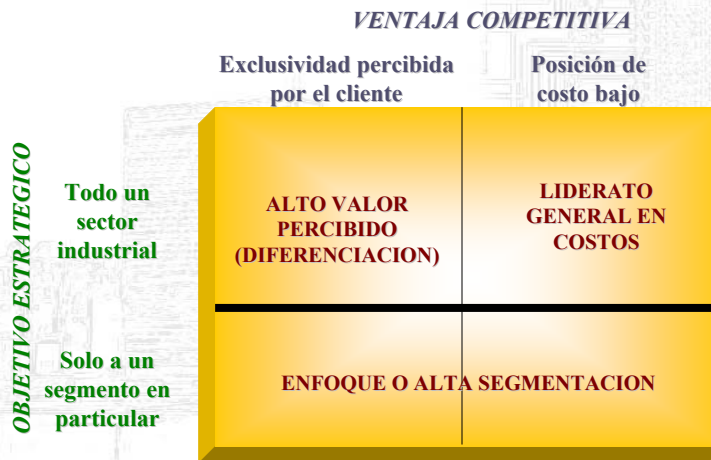 VENTAJA COMPETITIVA
Exclusividad percibida
por el cliente
Posición de
costo bajo
OBJETIVO ESTRATEGICO
Todo un
sector
industrial
ALTO VALOR
PERCIBIDO
(DIFERENCIACION)
LIDERATO
GENERAL EN
COSTOS
Solo a un
segmento en
particular
ENFOQUE O ALTA SEGMENTACION